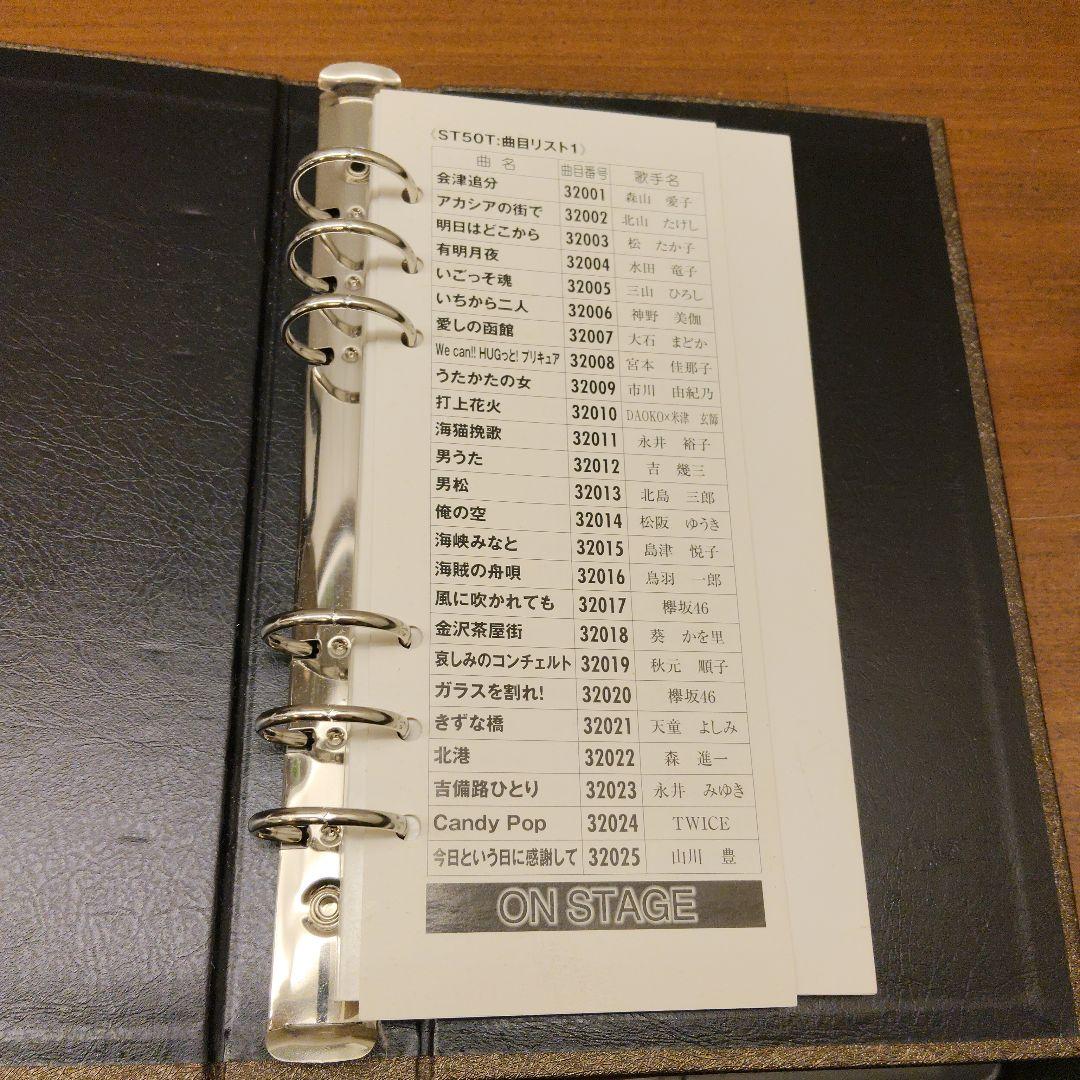 《ST50T:曲目リスト1》
曲名 曲目番号 歌手名
会津追分 32001 森山 愛子
アカシアの街で 32002 北山 たけし
明日はどこから 32003 松 たか子
有明月夜 32004 水田 竜子
いごっそ魂 32005 三山 ひろし
いちから二人 32006 神野 美伽
愛しの函館 32007 大石 まどか
We can!! HUGっと! プリキュア 32008 宮本 佳那子
うたかたの女 32009 市川 由紀乃
打上花火 32010 DAOKO×米津 玄師
海猫挽歌 32011 永井 裕子
男うた 32012 吉 幾三
男松 32013 北島 三郎
俺の空 32014 松阪 ゆうき
海峡みなと 32015 島津 悦子
海賊の舟唄 32016 鳥羽 一郎
風に吹かれても 32017 欅坂46
金沢茶屋街 32018 葵 かを里
哀しみのコンチェルト 32019 秋元 順子
ガラスを割れ! 32020 欅坂46
きずな橋 32021 天童 よしみ
北港 32022 森 進一
吉備路ひとり 32023 永井 みゆき
Candy Pop 32024 TWICE
今日という日に感謝して 32025 山川 豊
ON STAGE